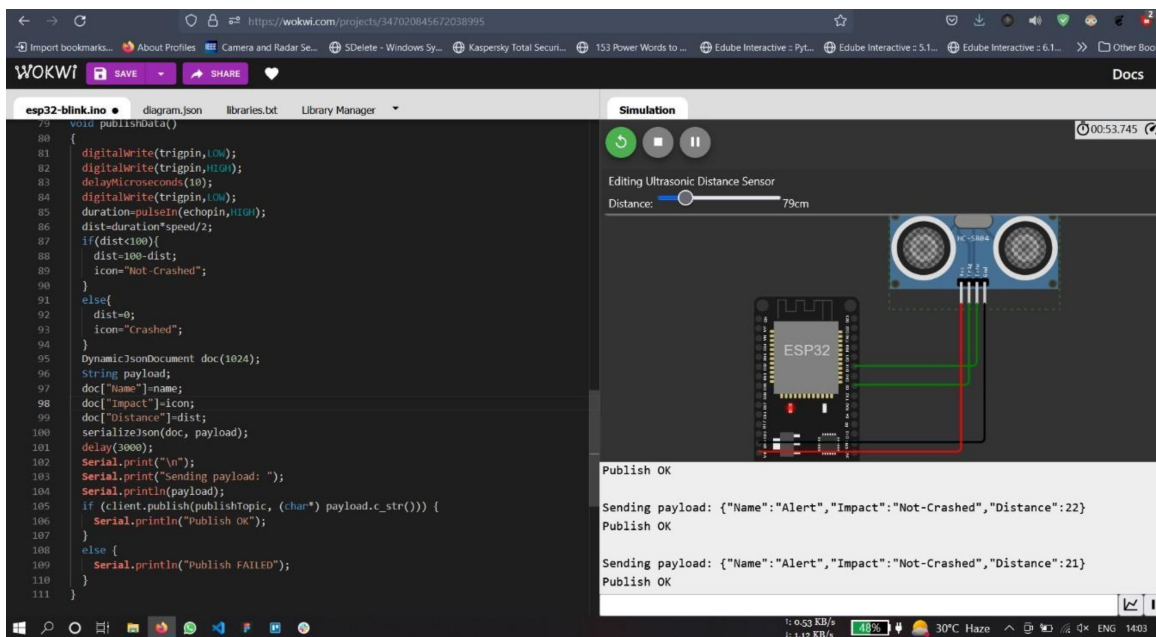 https://wokwi.com/projects/347020845672038995
Import bookmarks... About Profiles Camera and Radar Se... SDelete - Windows Sy... Kaspersky Total Securi... 153 Power Words to ... Edube Interactive :: Pyt... Edube Interactive :: 5.1... Edube Interactive :: 6.1... Other Boo
WOKWI SAVE SHARE Docs
esp32-blink.ino diagram.json libraries.txt Library Manager
79 void publishData()
80 {
81 digitalWrite(trigpin,LOW);
82 digitalWrite(trigpin,HIGH);
83 delayMicroseconds(10);
84 digitalWrite(trigpin,LOW);
85 duration=pulseIn(echopin,HIGH);
86 dist=duration*speed/2;
87 if(dist<100){
88 dist=100-dist;
89 icon="Not-Crashed";
90 }
91 else{
92 dist=0;
93 icon="Crashed";
94 }
95 DynamicJsonDocument doc(1024);
96 String payload;
97 doc["Name"]=name;
98 doc["Impact"]=icon;
99 doc["Distance"]=dist;
100 serializeJson(doc, payload);
101 delay(3000);
102 Serial.print("\n");
103 Serial.print("Sending payload: ");
104 Serial.println(payload);
105 if (client.publish(publishTopic, (char*) payload.c_str())) {
106 Serial.println("Publish OK");
107 }
108 else {
109 Serial.println("Publish FAILED");
110 }
111 }
Simulation
00:53.745
Editing Ultrasonic Distance Sensor
Distance: 79cm
HC-SR04
ESP32
Publish OK
Sending payload: {"Name":"Alert","Impact":"Not-Crashed","Distance":22}
Publish OK
Sending payload: {"Name":"Alert","Impact":"Not-Crashed","Distance":21}
Publish OK
0.53 KB/s
1.12 KB/s
48% 30°C Haze ENG 14:03